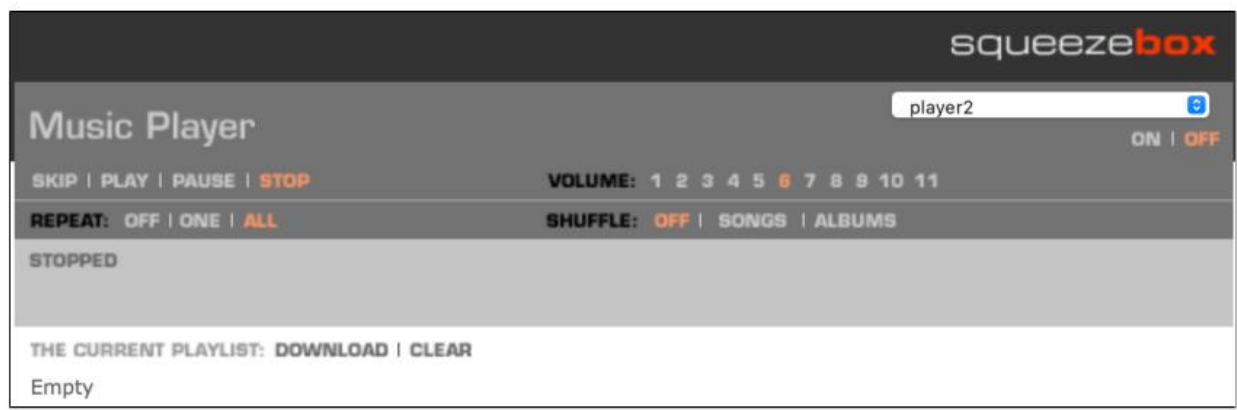 squeezebox
Music Player
player2
ON | OFF
SKIP | PLAY | PAUSE | STOP
VOLUME: 1 2 3 4 5 6 7 8 9 10 11
REPEAT: OFF | ONE | ALL
SHUFFLE: OFF | SONGS | ALBUMS
STOPPED
THE CURRENT PLAYLIST: DOWNLOAD | CLEAR
Empty